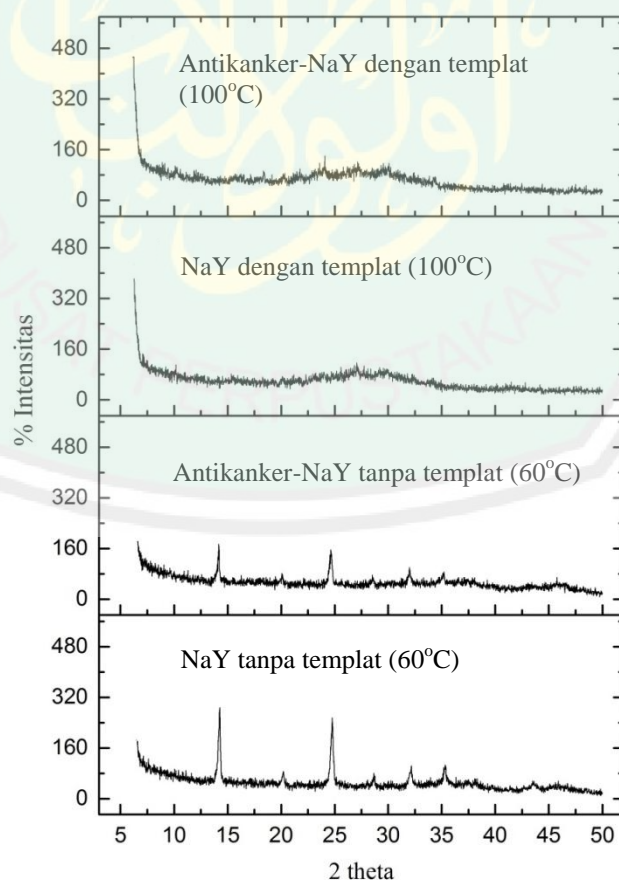 Antikanker-NaY dengan templat
(100°C)
480
320
160
0
NaY dengan templat (100°C)
480
320
160
0
% Intensitas
Antikanker-NaY tanpa templat (60°C)
480
320
160
0
NaY tanpa templat (60°C)
480
320
160
0
5 10 15 20 25 30 35 40 45 50
2 theta